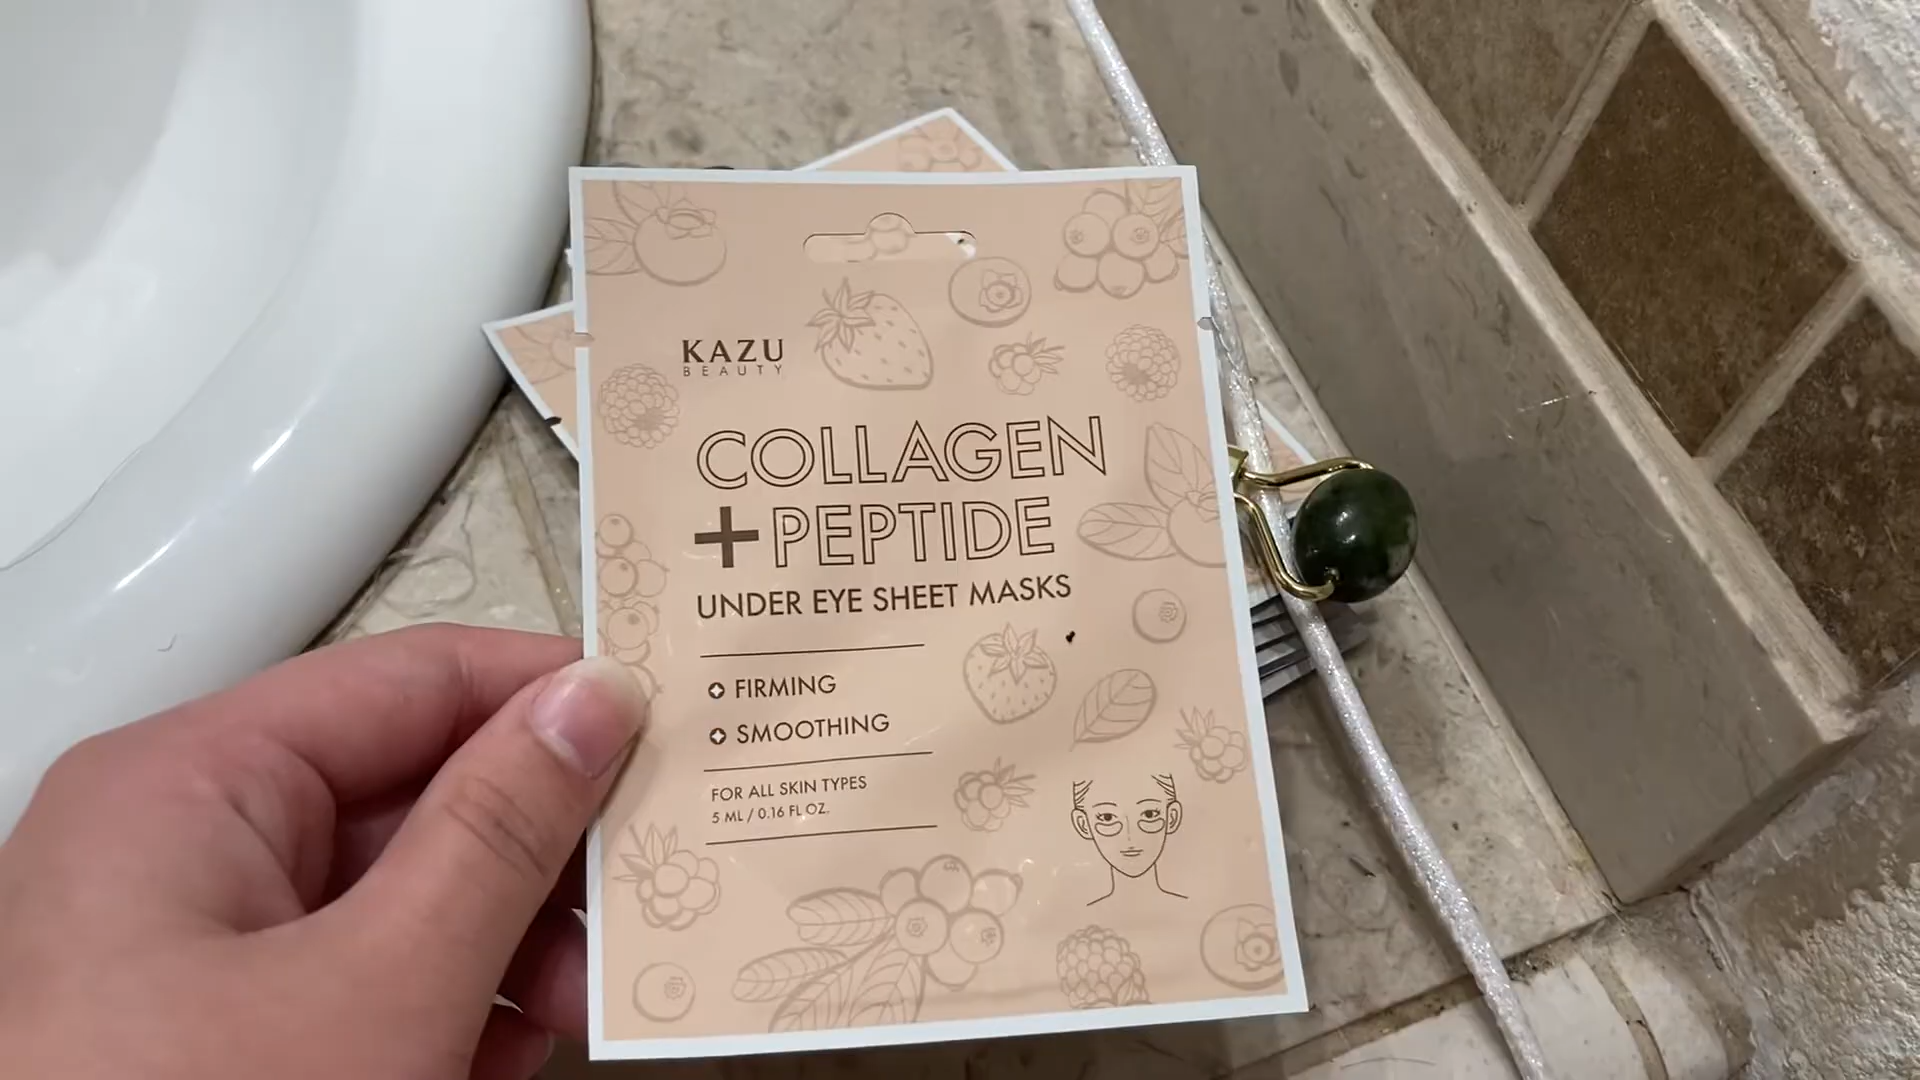 KAZU
BEAUTY
COLLAGEN
+PEPTIDE
UNDER EYE SHEET MASKS
FIRMING
SMOOTHING
FOR ALL SKIN TYPES
5 ML / 0.16 FL OZ.